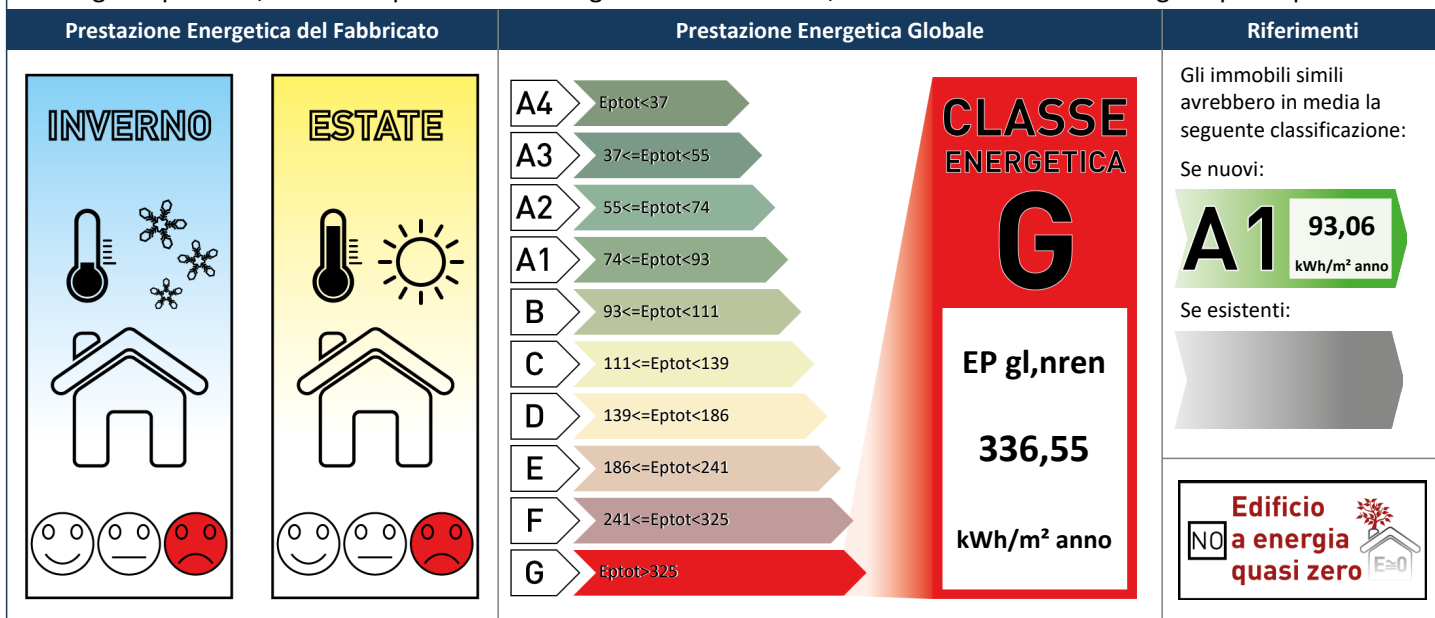 Prestazione Energetica del Fabbricato
Prestazione Energetica Globale
Riferimenti
INVERNO
ESTATE
A4 Eptot<37
A3 37<=Eptot<55
A2 55<=Eptot<74
A1 74<=Eptot<93
B 93<=Eptot<111
C 111<=Eptot<139
D 139<=Eptot<186
E 186<=Eptot<241
F 241<=Eptot<325
G Eptot>325
CLASSE
ENERGETICA
G
EP gl,nren
336,55
kWh/m² anno
Gli immobili simili
avrebbero in media la
seguente classificazione:
Se nuovi:
A1
93,06
kWh/m² anno
Se esistenti:
Edificio
NO a energia
quasi zero
E≅0